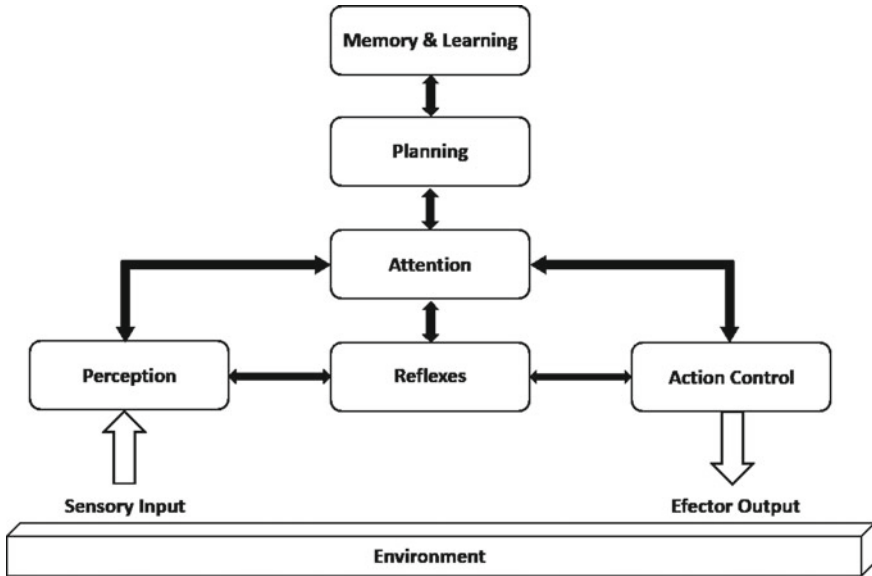 Memory & Learning
Planning
Attention
Perception
Reflexes
Action Control
Sensory Input
Efector Output
Environment